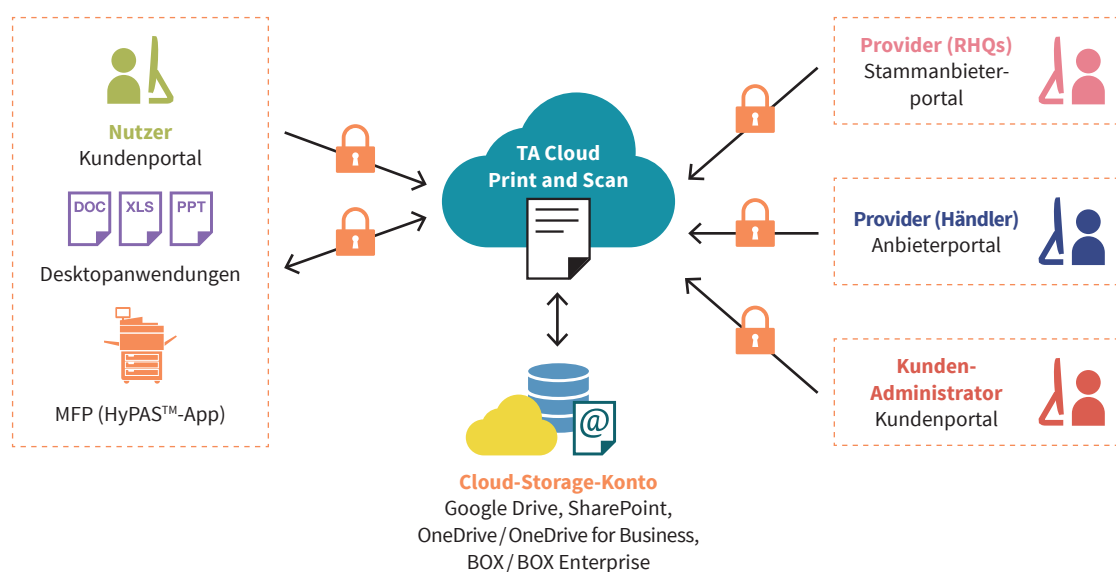 Nutzer
Kundenportal
DOC XLS PPT
Desktopanwendungen
MFP (HyPAS™-App)
TA Cloud
Print and Scan
@
Cloud-Storage-Konto
Google Drive, SharePoint,
OneDrive / OneDrive for Business,
BOX / BOX Enterprise
Provider (RHQs)
Stammanbieter-
portal
Provider (Händler)
Anbieterportal
Kunden-
Administrator
Kundenportal